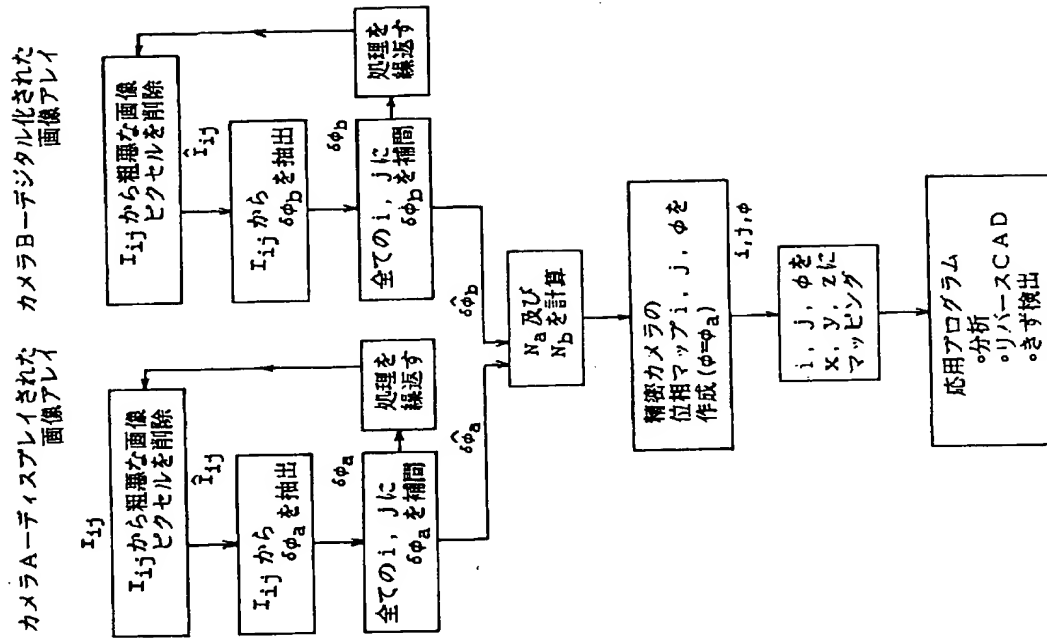 カメラA－ディスプレイされた
画像アレイ
I_ij
I_ijから粗悪な画像
ピクセルを削除
Î_ij
I_ijから
δφ_aを抽出
δφ_a
全てのi, jに
δφ_aを補間
処理を
繰返す
δφ̂_a
カメラB－デジタル化された
画像アレイ
I_ijから粗悪な画像
ピクセルを削除
Î_ij
I_ijから
δφ_bを抽出
δφ_b
全てのi, jに
δφ_bを補間
処理を
繰返す
δφ̂_b
N_a及び
N_bを計算
精密カメラの
位相マップi, j, φを
作成(φ=φ_a)
i, j, φ
i, j, φを
x, y, zに
マッピング
応用プログラム
°分析
°リバースCAD
°きず検出